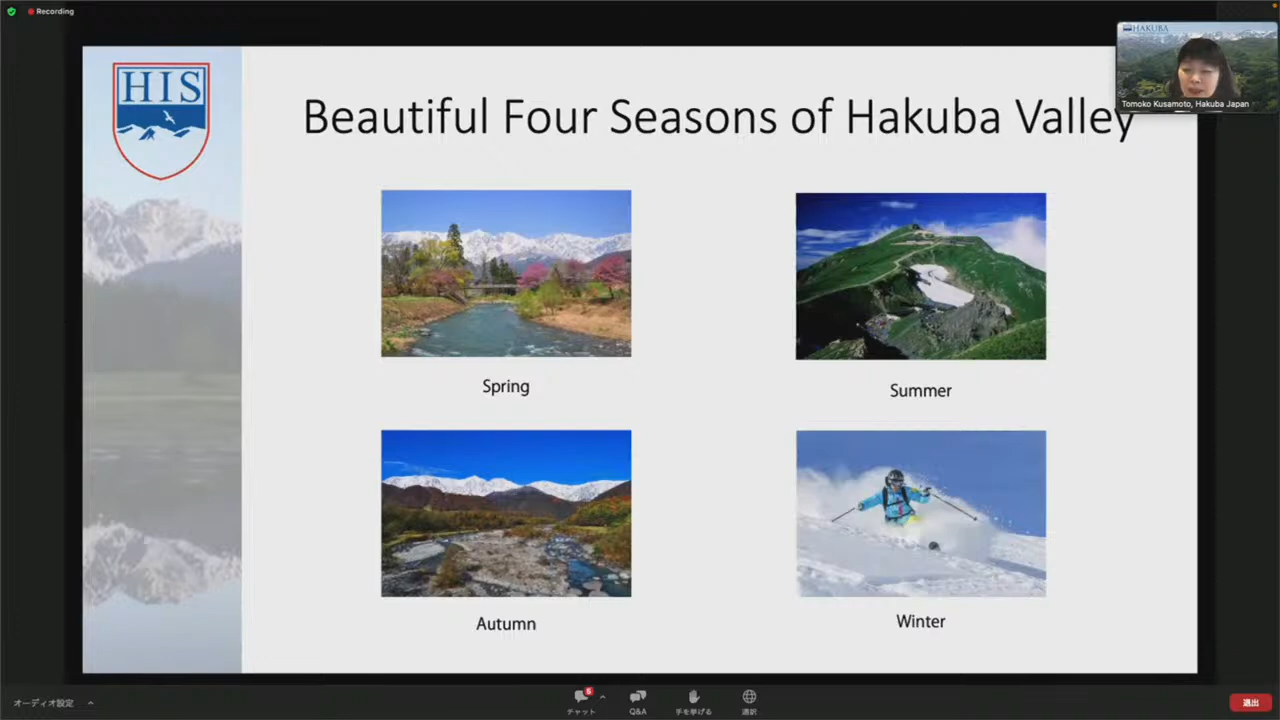 Recording
HIS
Beautiful Four Seasons of Hakuba Valley
HAKUBA
Tomoko Kusamoto, Hakuba Japan
Spring
Summer
Autumn
Winter
オーディオ設定
5
チャット
Q&A
手を挙げる
通訳
退出